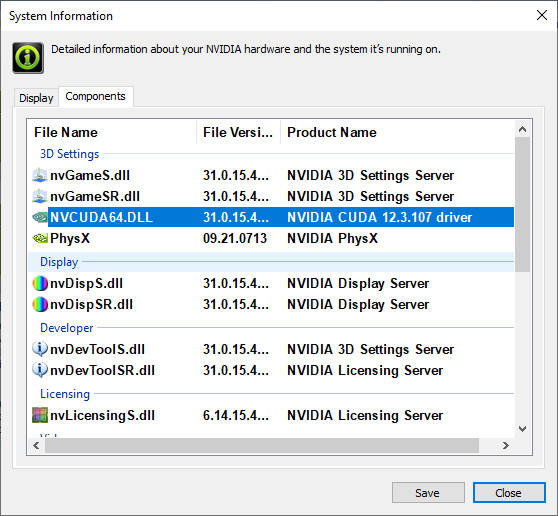 System Information
Detailed information about your NVIDIA hardware and the system it's running on.
Display Components
File Name File Versi... Product Name
3D Settings
nvGameS.dll 31.0.15.4... NVIDIA 3D Settings Server
nvGameSR.dll 31.0.15.4... NVIDIA 3D Settings Server
NVCUDA64.DLL 31.0.15.4... NVIDIA CUDA 12.3.107 driver
PhysX 09.21.0713 NVIDIA PhysX
Display
nvDispS.dll 31.0.15.4... NVIDIA Display Server
nvDispSR.dll 31.0.15.4... NVIDIA Display Server
Developer
nvDevToolS.dll 31.0.15.4... NVIDIA 3D Settings Server
nvDevToolSR.dll 31.0.15.4... NVIDIA Licensing Server
Licensing
nvLicensingS.dll 6.14.15.4... NVIDIA Licensing Server
Save Close